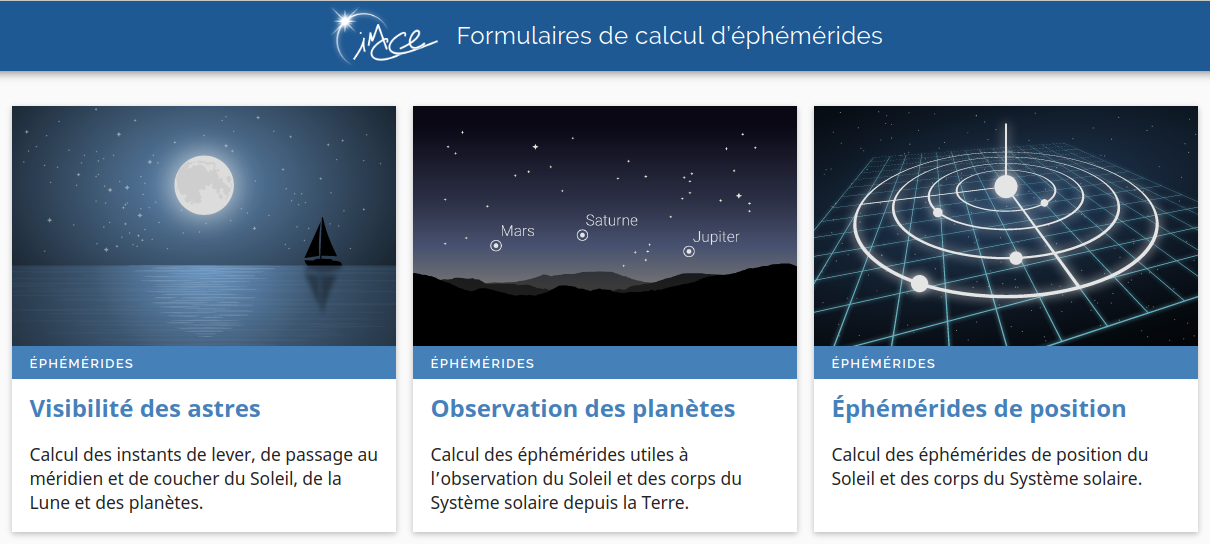 iMCCE
Formulaires de calcul d'éphémérides
Mars
Saturne
Jupiter
ÉPHÉMÉRIDES
Visibilité des astres
Calcul des instants de lever, de passage au
méridien et de coucher du Soleil, de la
Lune et des planètes.
ÉPHÉMÉRIDES
Observation des planètes
Calcul des éphémérides utiles à
l’observation du Soleil et des corps du
Système solaire depuis la Terre.
ÉPHÉMÉRIDES
Éphémérides de position
Calcul des éphémérides de position du
Soleil et des corps du Système solaire.